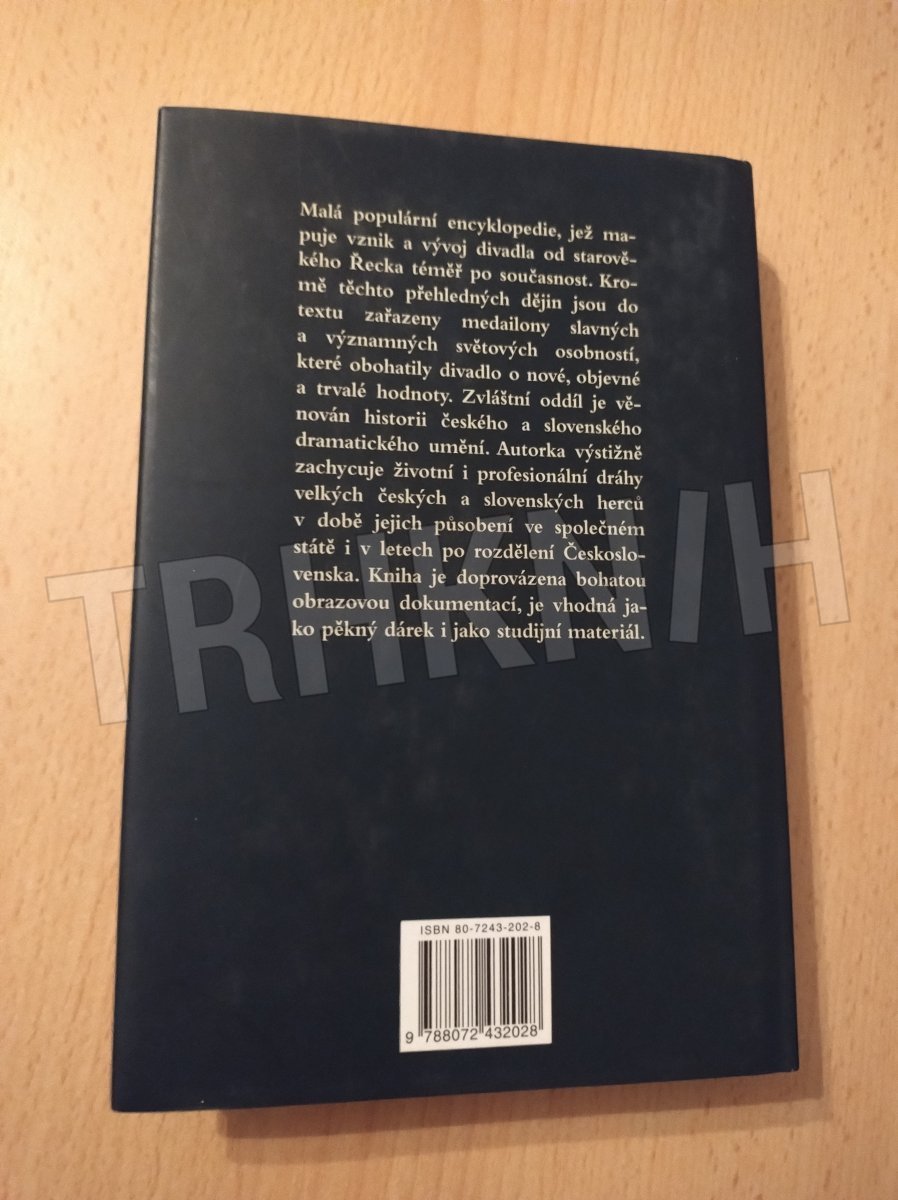 Malá populární encyklopedie, jež ma-
puje vznik a vývoj divadla od starově-
kého Řecka téměř po současnost. Kro-
mě těchto přehledných dějin jsou do
textu zařazeny medailony slavných
a významných světových osobností,
které obohatily divadlo o nové, objevné
a trvalé hodnoty. Zvláštní oddíl je vě-
nován historii českého a slovenského
dramatického umění. Autorka výstižně
zachycuje životní i profesionální dráhy
velkých českých a slovenských herců
v době jejich působení ve společném
státě i v letech po rozdělení Českoslo-
venska. Kniha je doprovázena bohatou
obrazovou dokumentací, je vhodná ja-
ko pěkný dárek i jako studijní materiál.
TRHKNIH
ISBN 80-7243-202-8
9 788072 432028